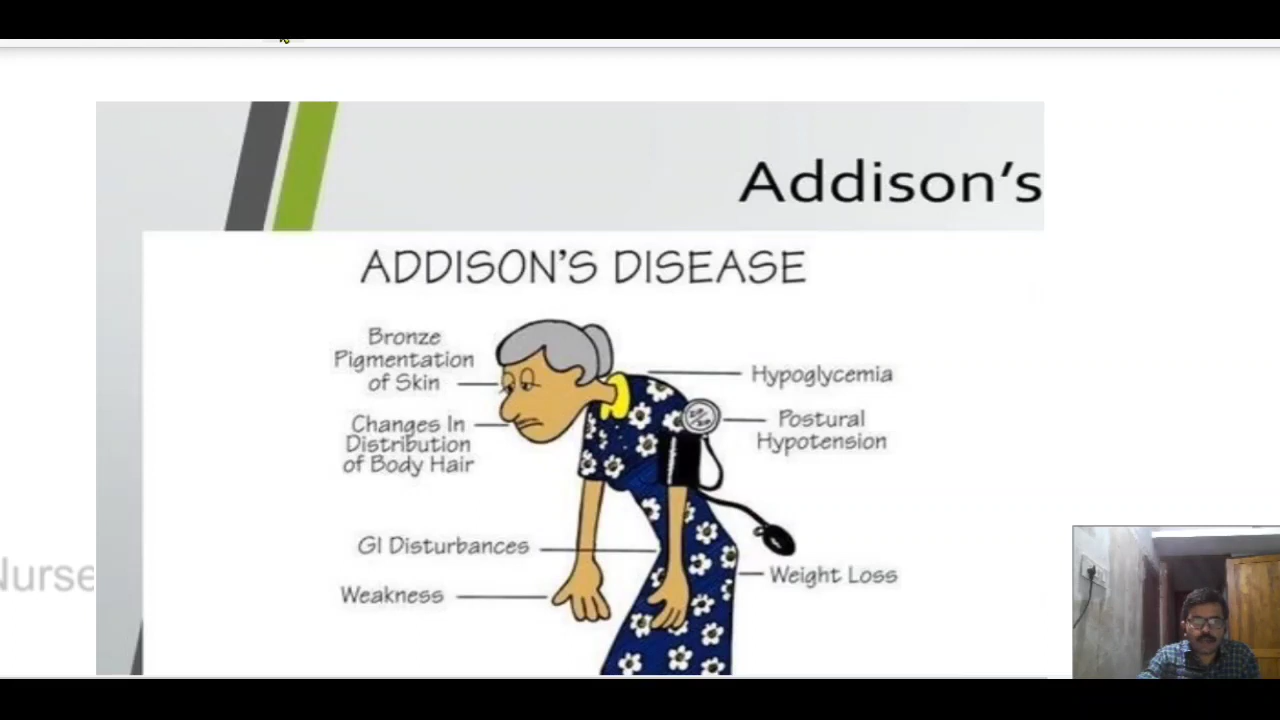 Addison's
ADDISON'S DISEASE
Bronze
Pigmentation
of Skin
Changes In
Distribution
of Body Hair
GI Disturbances
Weakness
Hypoglycemia
Postural
Hypotension
Weight Loss
Nurse